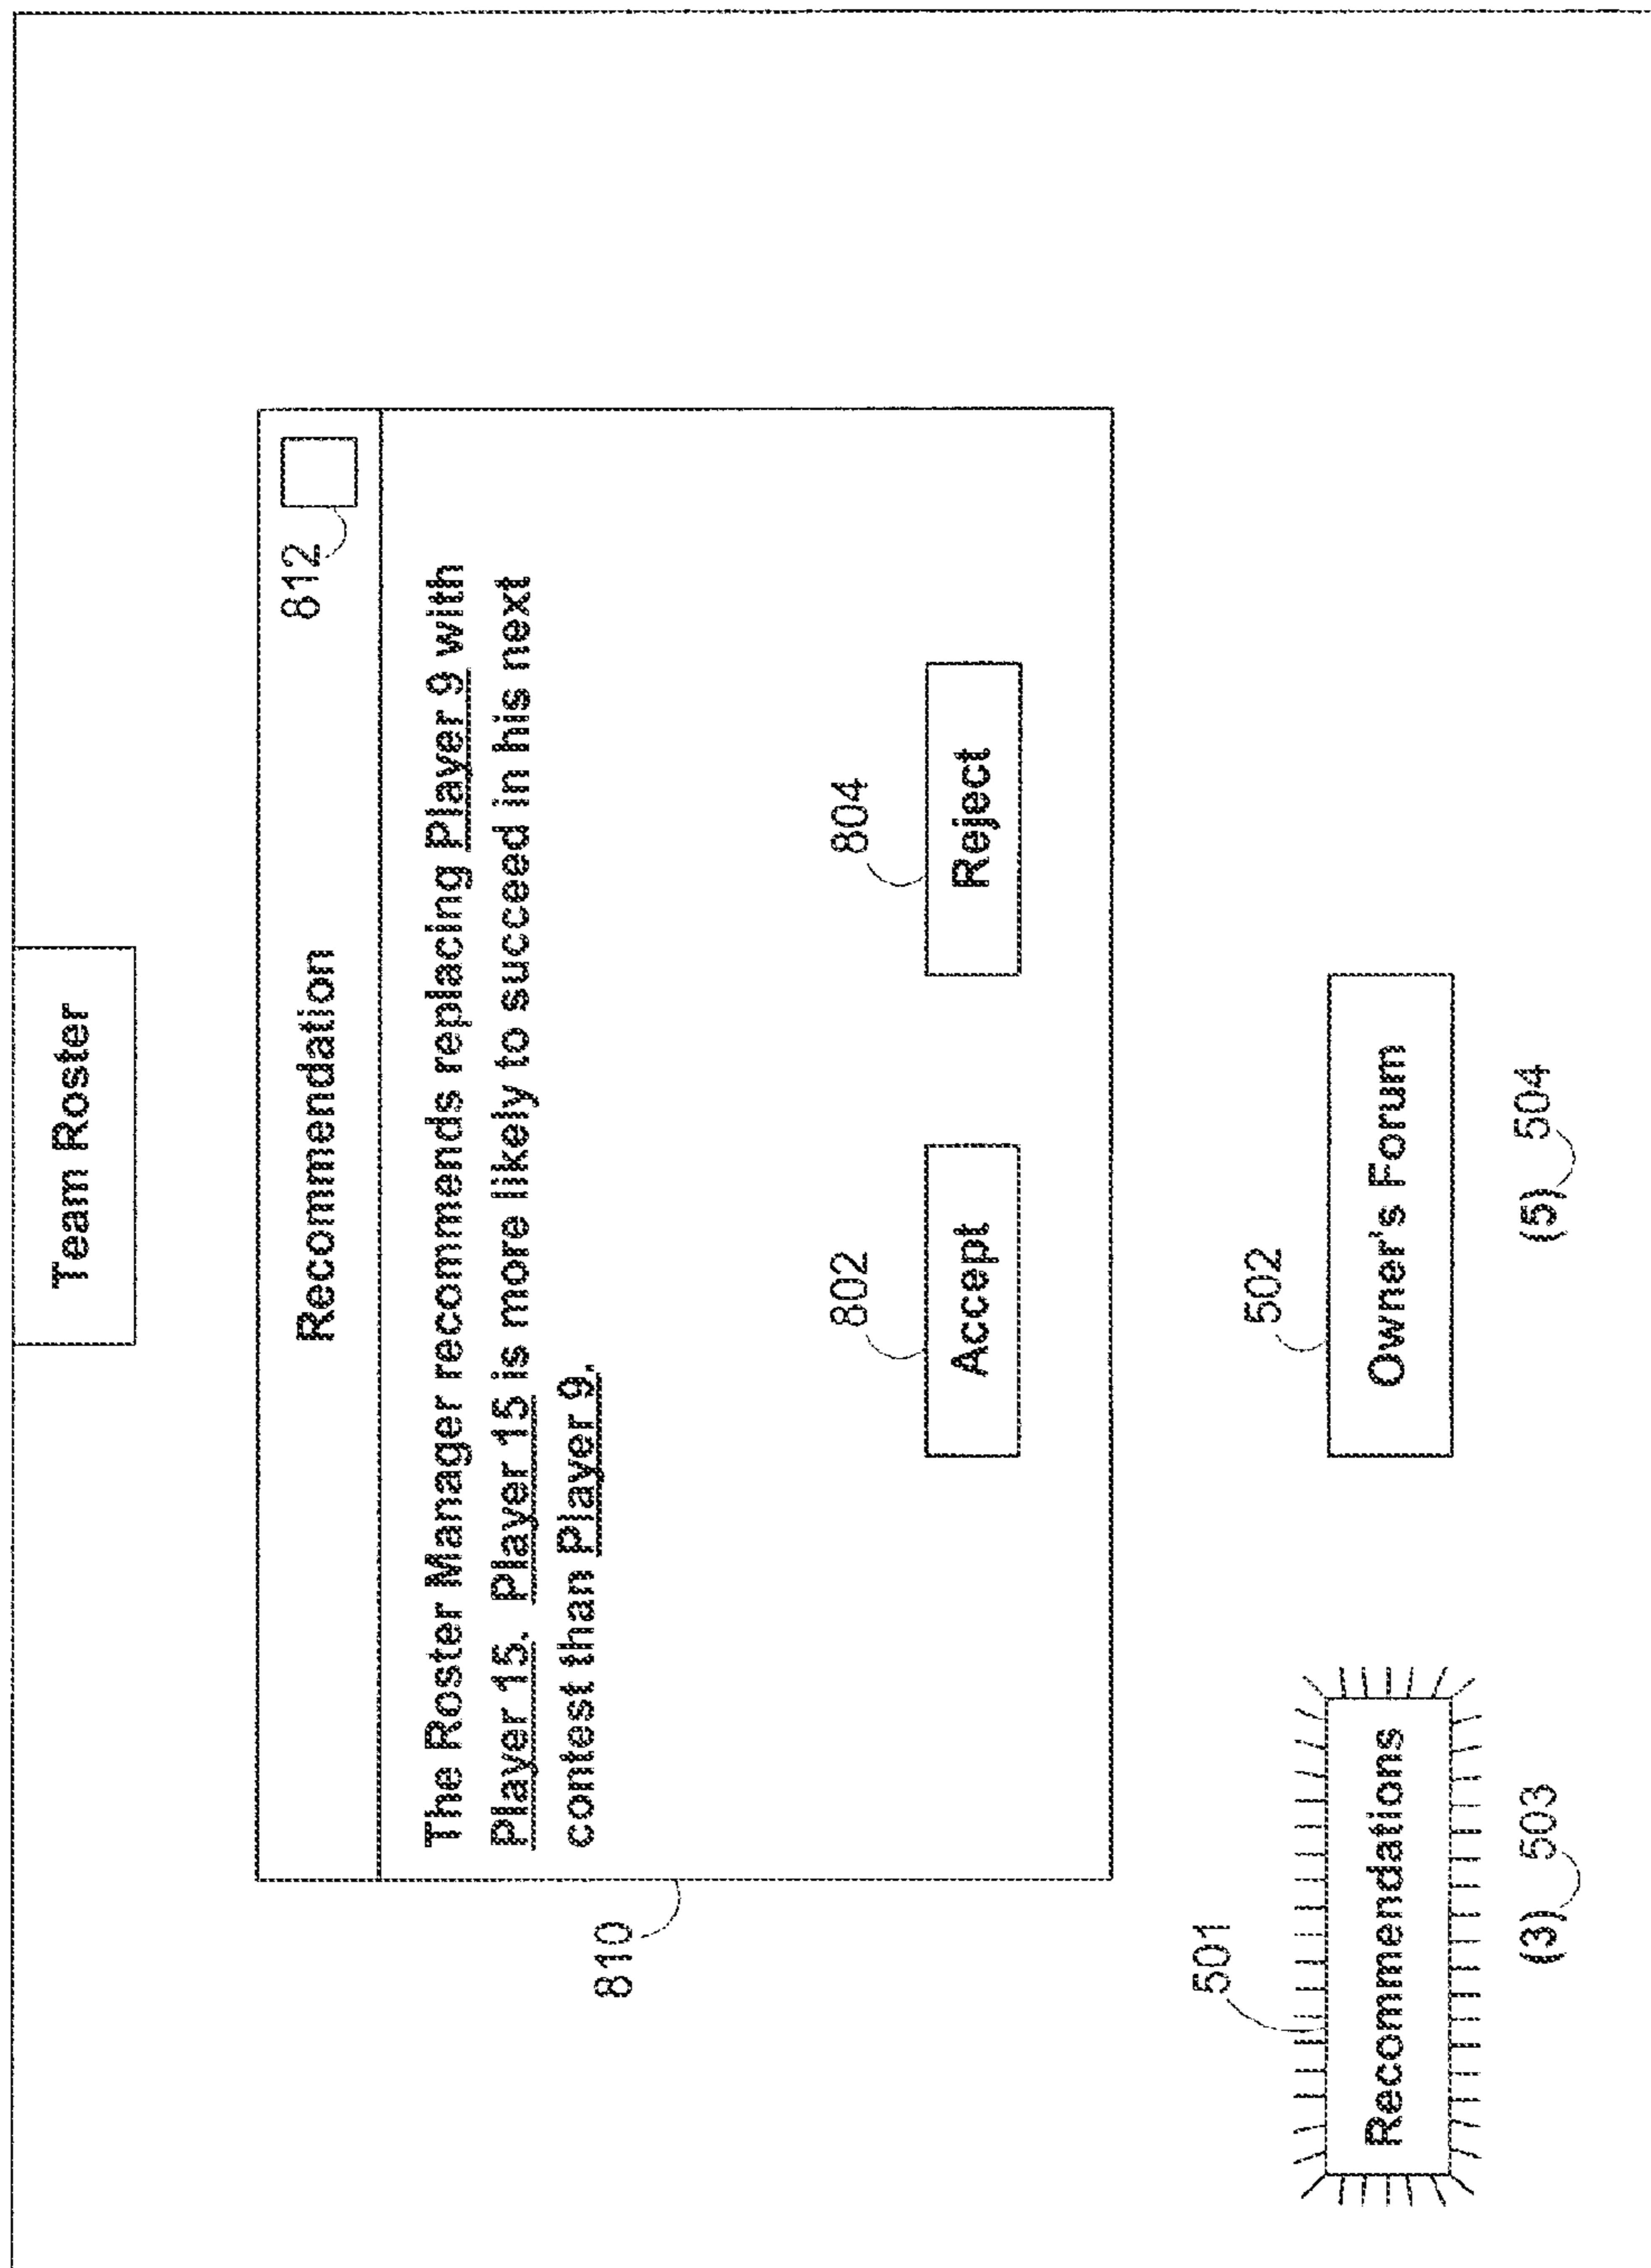 Team Roster
Recommendation
812
The Roster Manager recommends replacing Player 9 with
Player 15. Player 15 is more likely to succeed in his next
contest than Player 9.
810
802
804
Accept
Reject
501
502
Recommendations
Owner's Forum
(3) 503
(5) 504